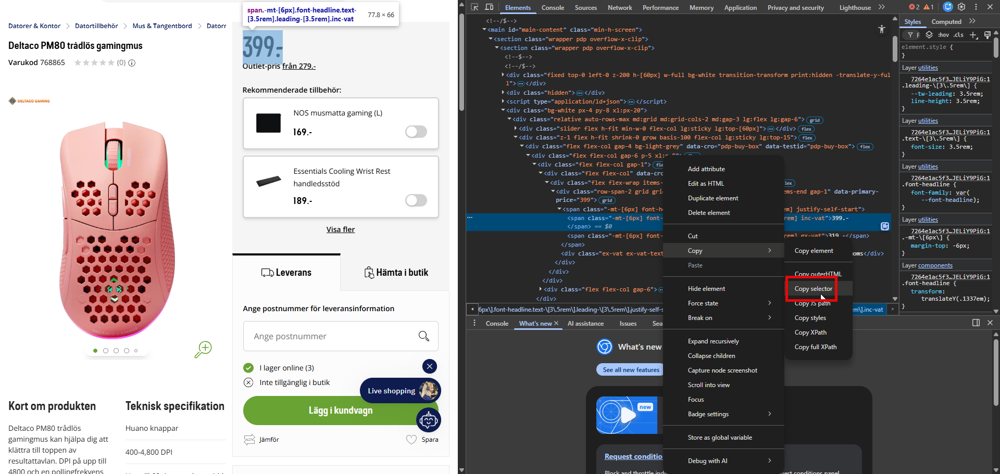 span.-mt-[6px].font-headline.text-
[3.5rem].leading-[3.5rem].inc-vat
77.8 × 66
Datorer & Kontor
Datortillbehör
Mus & Tangentbord
Datorr
Deltaco PM80 trådlös gamingmus
Varukod 768865
(0)
DELTACO GAMING
PM80
DELTACO GAMING
Kort om produkten
Deltaco PM80 trådlös
gamingmus kan hjälpa dig att
klättra till toppen av
resultattavlan. DPI på upp till
4800 och en pollingfrekvens
Teknisk specifikation
Huano knappar
400-4,800 DPI
399.-
Outlet-pris från 279.-
Rekommenderade tillbehör:
NOS musmatta gaming (L)
169.-
Essentials Cooling Wrist Rest
handledsstöd
189.-
Visa fler
Leverans
Hämta i butik
Ange postnummer för leveransinformation
Ange postnummer
I lager online (3)
Inte tillgänglig i butik
Live shopping
Lägg i kundvagn
Jämför
Spara
Elements
Console
Sources
Network
Performance
Memory
Application
Privacy and security
Lighthouse
2
1
<!--/$-->
<main id="main-content" class="min-h-screen">
<section class="wrapper pdp overflow-x-clip">
<section class="wrapper pdp overflow-x-clip">
<!--$-->
<!--/$-->
<div class="fixed top-0 left-0 z-200 h-[60px] w-full bg-white transition-transform print:hidden -translate-y-ful
l">…</div>
<div class="hidden">…</div>
<script type="application/ld+json">…</script>
<div class="bg-white px-4 py-8 xl:px-20">
<div class="relative auto-rows-max md:grid md:grid-cols-2 md:gap-3 lg:flex lg:gap-6"> grid
<div class="slider flex h-fit min-w-0 flex-col lg:sticky lg:top-[60px]">…</div> flex
<div class="z-1 flex h-fit shrink-0 grow basis-100 flex-col lg:sticky lg:top-15"> flex
<div class="flex flex-col gap-4 bg-light-grey" data-cro="pdp-buy-box" data-testid="pdp-buy-box"> flex
<div class="flex flex-col gap-6 p-5 xl:
<div class="flex flex-col gap-1"> fle
<div class="flex flex-col" data-cro
<div class="flex flex-wrap items- lex
<div class="row-span-2 grid gri ms-end gap-1" data-primary-
price="399"> grid
<span class="-mt-[6px] font-he em] justify-self-start">
<span class="-mt-[6px] font- rem] inc-vat">399.-
</span> == $0
<span class="-mt-[6px] font- rem] ex-vat">319.-</span>
</span>
<div class="ex-vat ex-vat-text moms</div>
</div>
</div>
</div>
<div class="flex flex-col gap-6">
</div>
6px\].font-headline.text-\[3\.5rem\].leading-\[3\.5rem\].justify-self-s
m\].inc-vat
Add attribute
Edit as HTML
Duplicate element
Delete element
Cut
Copy
Paste
Hide element
Force state
Break on
Expand recursively
Collapse children
Capture node screenshot
Scroll into view
Focus
Badge settings
Store as global variable
Debug with AI
Copy element
Copy outerHTML
Copy selector
Copy JS path
Copy styles
Copy XPath
Copy full XPath
Styles
Computed
F
:hov
.cls
element.style {
}
Layer utilities
7264e1ac5f3…JELiY9PiG:1
.leading-\[3\.5rem\] {
--tw-leading: 3.5rem;
line-height: 3.5rem;
}
Layer utilities
7264e1ac5f3…JELiY9PiG:1
.text-\[3\.5rem\] {
font-size: 3.5rem;
}
Layer utilities
7264e1ac5f3…JELiY9PiG:1
.font-headline {
font-family: var(
--font-headline);
}
Layer utilities
7264e1ac5f3…JELiY9PiG:1
.-mt-\[6px\] {
margin-top: -6px;
}
Layer components
7264e1ac5f3…JELiY9PiG:1
.font-headline {
transform:
translateY(.1337em);
}
Console
What's new
AI assistance
Issues
Sea
What's new
See all new features
new
Request conditio
Block and throttle indi
est conditions panel